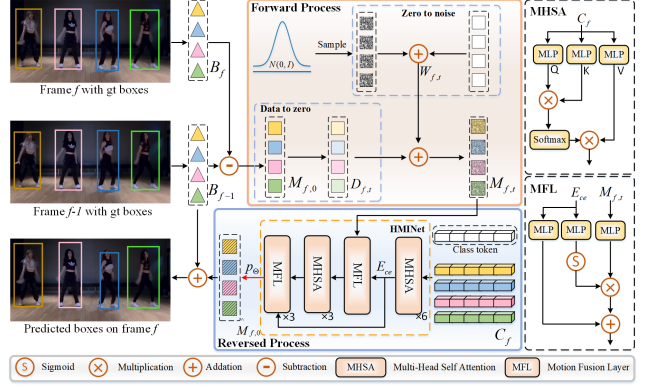 Forward Process
Zero to noise
Sample
N(0, I)
W_{f,t}
B_f
Frame f with gt boxes
Data to zero
M_{f,0}
D_{f,t}
M_{f,t}
B_{f-1}
Frame f-1 with gt boxes
HMINet
Class token
MFL
MHSA
MFL
E_{ce}
MHSA
×3
×3
×6
p_Θ
M_{f,0}
C_f
Predicted boxes on frame f
Reversed Process
MHSA
C_f
MLP
MLP
MLP
Q
K
V
Softmax
MFL
E_{ce}
M_{f,t}
MLP
MLP
MLP
S
S Sigmoid
Multiplication
Addation
Subtraction
MHSA Multi-Head Self Attention
MFL Motion Fusion Layer